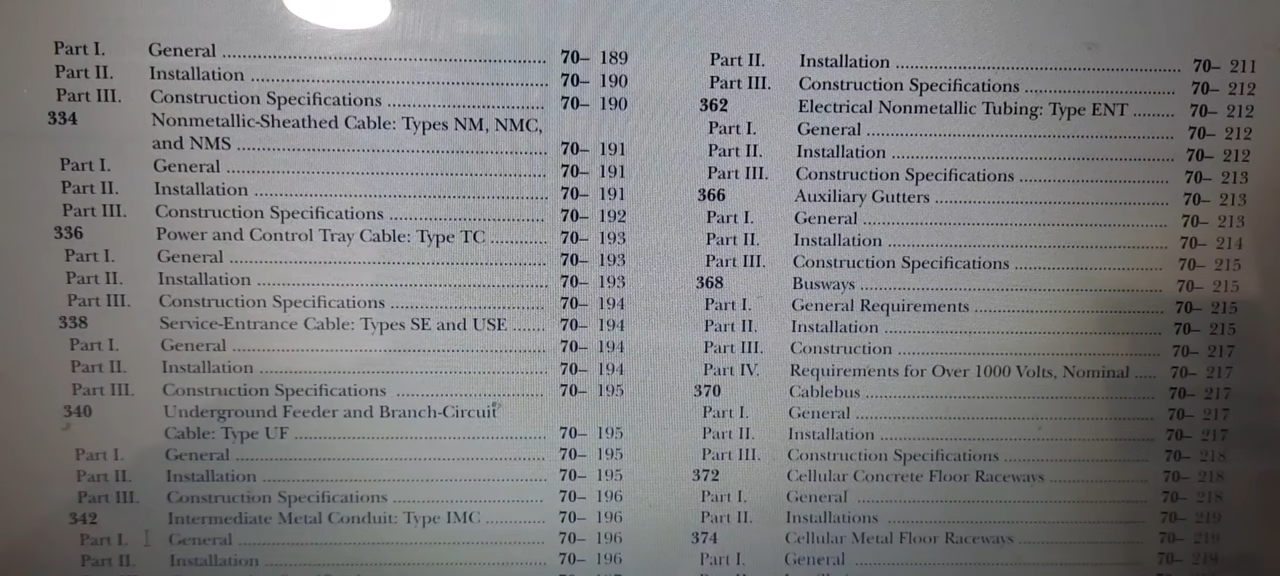 Part I. General 70– 189
Part II. Installation 70– 190
Part III. Construction Specifications 70– 190
334 Nonmetallic-Sheathed Cable: Types NM, NMC,
and NMS 70– 191
Part I. General 70– 191
Part II. Installation 70– 191
Part III. Construction Specifications 70– 192
336 Power and Control Tray Cable: Type TC 70– 193
Part I. General 70– 193
Part II. Installation 70– 193
Part III. Construction Specifications 70– 194
338 Service-Entrance Cable: Types SE and USE 70– 194
Part I. General 70– 194
Part II. Installation 70– 194
Part III. Construction Specifications 70– 195
340 Underground Feeder and Branch-Circuit
Cable: Type UF 70– 195
Part I. General 70– 195
Part II. Installation 70– 195
Part III. Construction Specifications 70– 196
342 Intermediate Metal Conduit: Type IMC 70– 196
Part I. General 70– 196
Part II. Installation 70– 196
Part II. Installation 70– 211
Part III. Construction Specifications 70– 212
362 Electrical Nonmetallic Tubing: Type ENT 70– 212
Part I. General 70– 212
Part II. Installation 70– 212
Part III. Construction Specifications 70– 213
366 Auxiliary Gutters 70– 213
Part I. General 70– 213
Part II. Installation 70– 214
Part III. Construction Specifications 70– 215
368 Busways 70– 215
Part I. General Requirements 70– 215
Part II. Installation 70– 215
Part III. Construction 70– 217
Part IV. Requirements for Over 1000 Volts, Nominal 70– 217
370 Cablebus 70– 217
Part I. General 70– 217
Part II. Installation 70– 217
Part III. Construction Specifications 70– 218
372 Cellular Concrete Floor Raceways 70– 218
Part I. General 70– 218
Part II. Installations 70– 219
374 Cellular Metal Floor Raceways 70– 219
Part I. General 70– 219